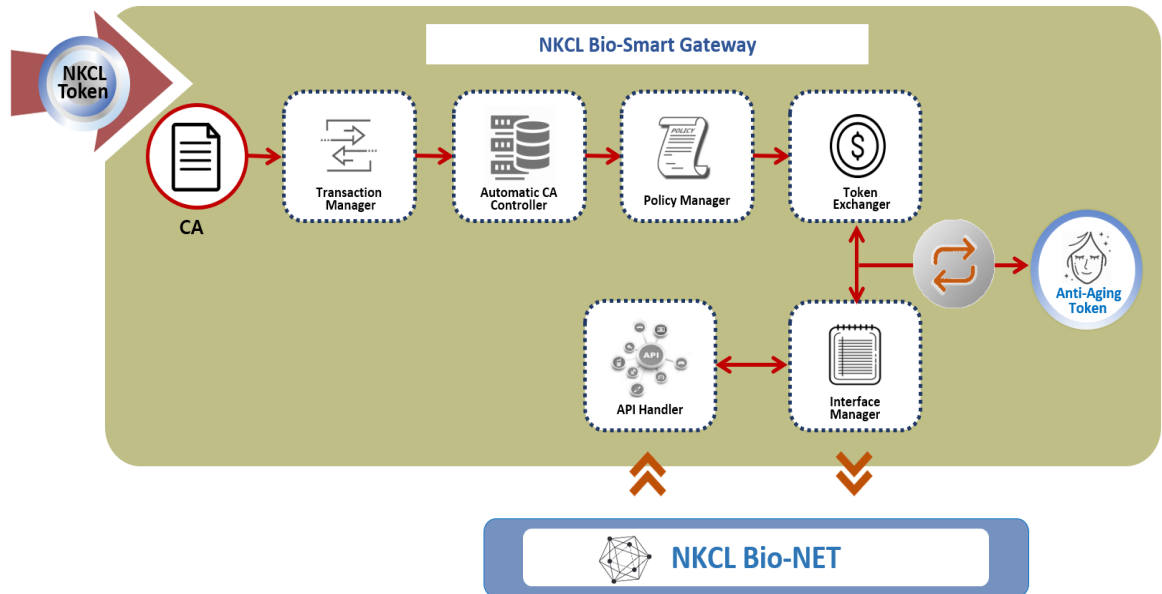 NKCL Bio-Smart Gateway
NKCL
Token
CA
Transaction
Manager
Automatic CA
Controller
POLICY
Policy Manager
$
Token
Exchanger
Anti-Aging
Token
API
API Handler
Interface
Manager
NKCL Bio-NET